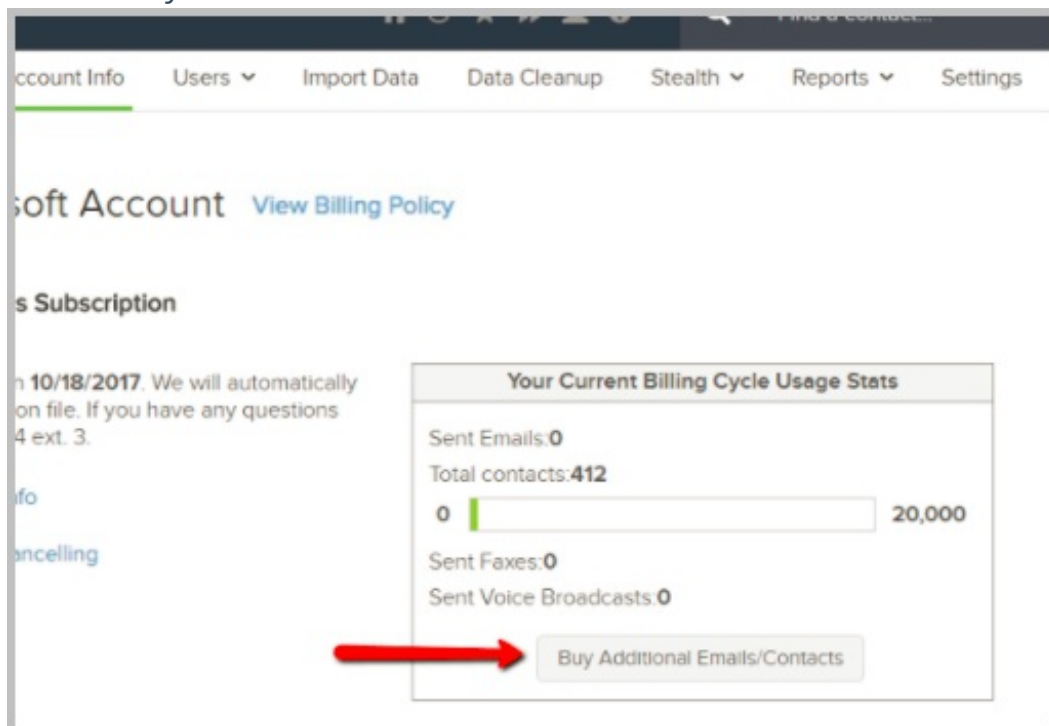 Find a contact...
ccount Info Users Import Data Data Cleanup Stealth Reports Settings
soft Account View Billing Policy
s Subscription
n 10/18/2017. We will automatically
on file. If you have any questions
4 ext. 3.
nfo
ancelling
Your Current Billing Cycle Usage Stats
Sent Emails:0
Total contacts:412
0 20,000
Sent Faxes:0
Sent Voice Broadcasts:0
Buy Additional Emails/Contacts